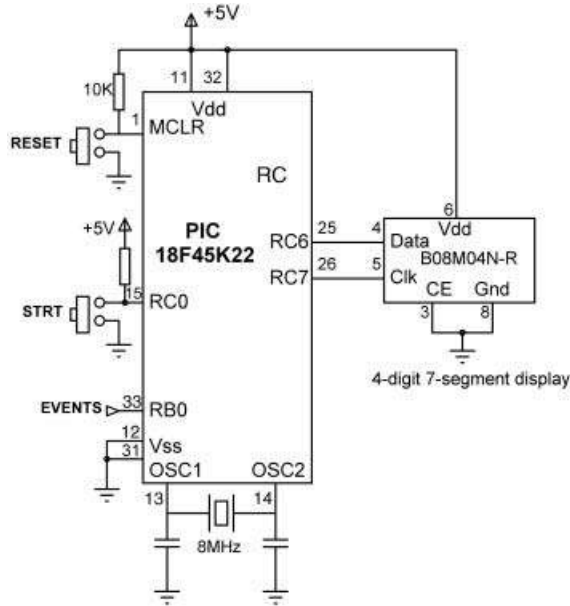 +5V
11 32
10K
Vdd
1 MCLR
RESET
RC
+5V
PIC
18F45K22
6
Vdd
RC6 25 4 Data
B08M04N-R
RC7 26 5 Clk
CE Gnd
3 8
15 RC0
STRT
4-digit 7-segment display
EVENTS 33 RB0
12 Vss
31
OSC1 OSC2
13 14
8MHz